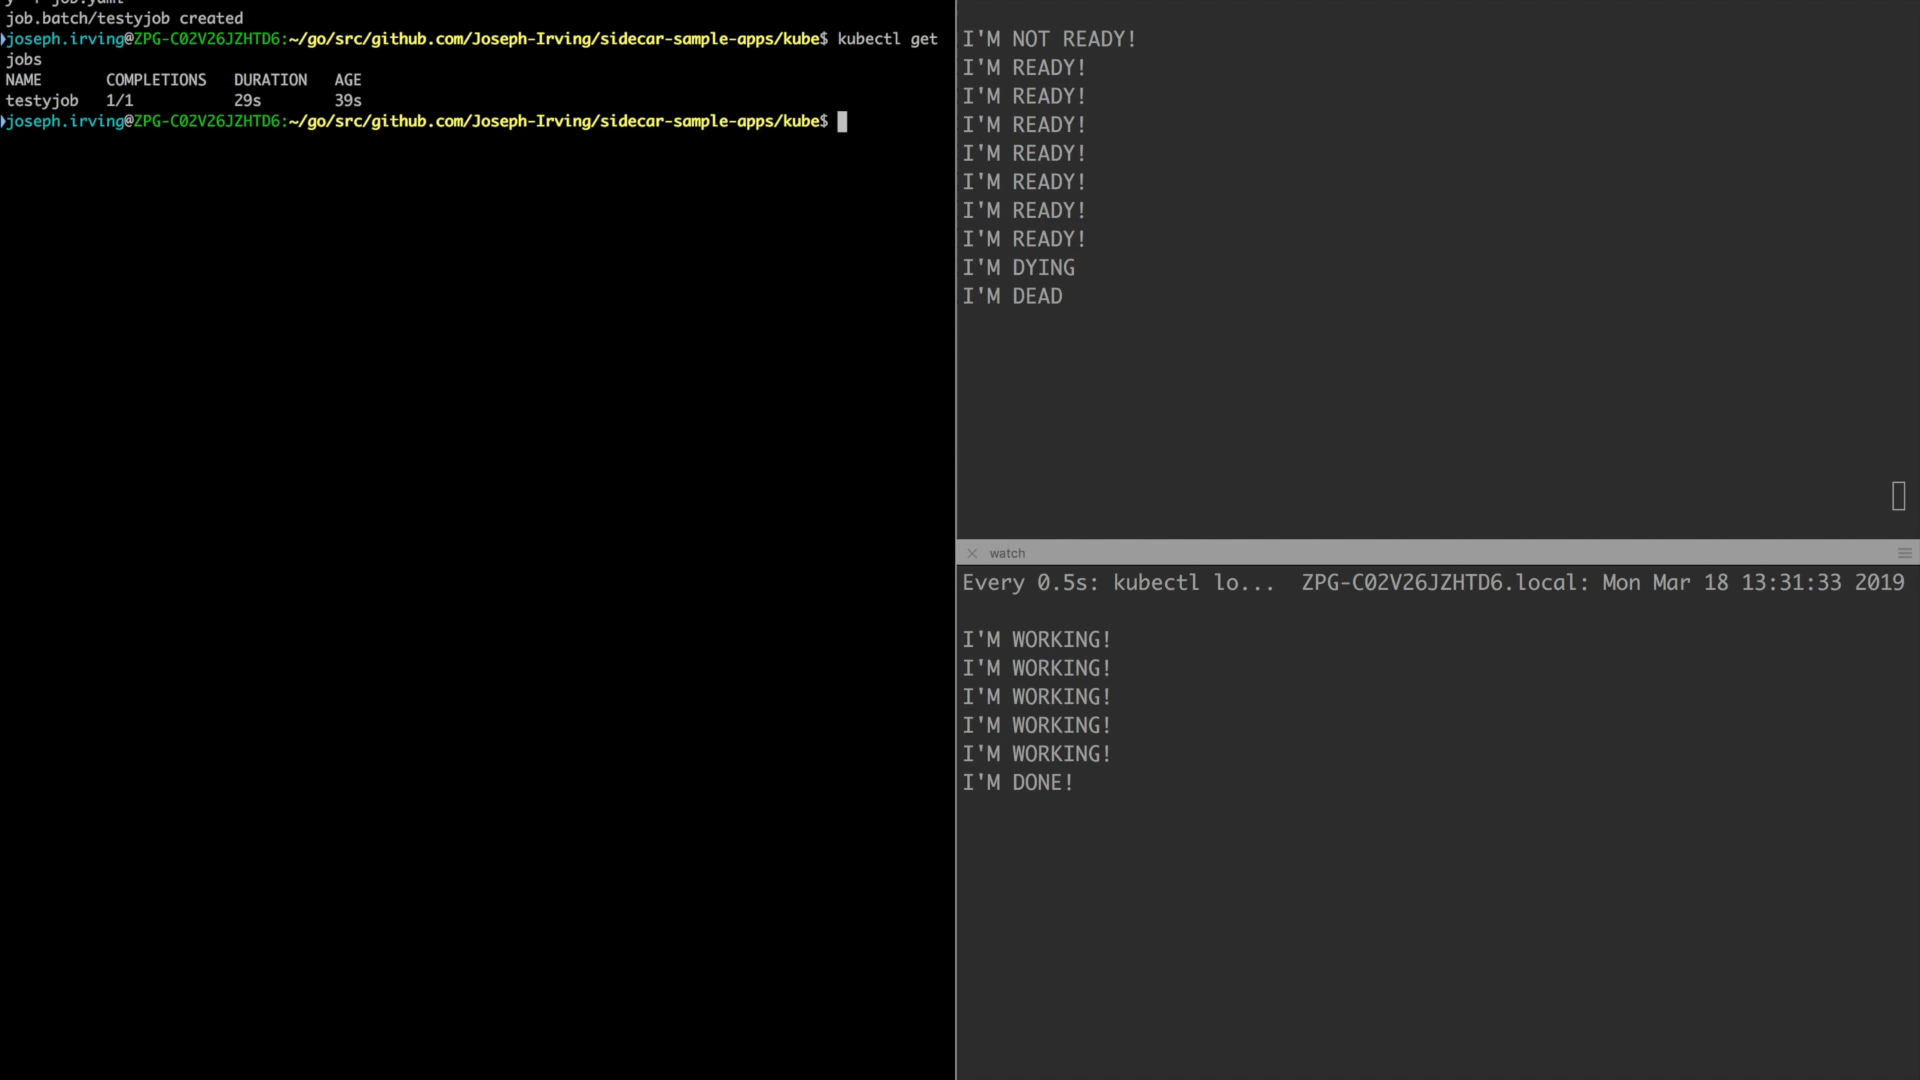 job.batch/testyjob created
joseph.irving@ZPG-C02V26JZHTD6:~/go/src/github.com/Joseph-Irving/sidecar-sample-apps/kube$ kubectl get
jobs
NAME COMPLETIONS DURATION AGE
testyjob 1/1 29s 39s
joseph.irving@ZPG-C02V26JZHTD6:~/go/src/github.com/Joseph-Irving/sidecar-sample-apps/kube$
I'M NOT READY!
I'M READY!
I'M READY!
I'M READY!
I'M READY!
I'M READY!
I'M READY!
I'M READY!
I'M DYING
I'M DEAD
watch
Every 0.5s: kubectl lo... ZPG-C02V26JZHTD6.local: Mon Mar 18 13:31:33 2019
I'M WORKING!
I'M WORKING!
I'M WORKING!
I'M WORKING!
I'M WORKING!
I'M DONE!